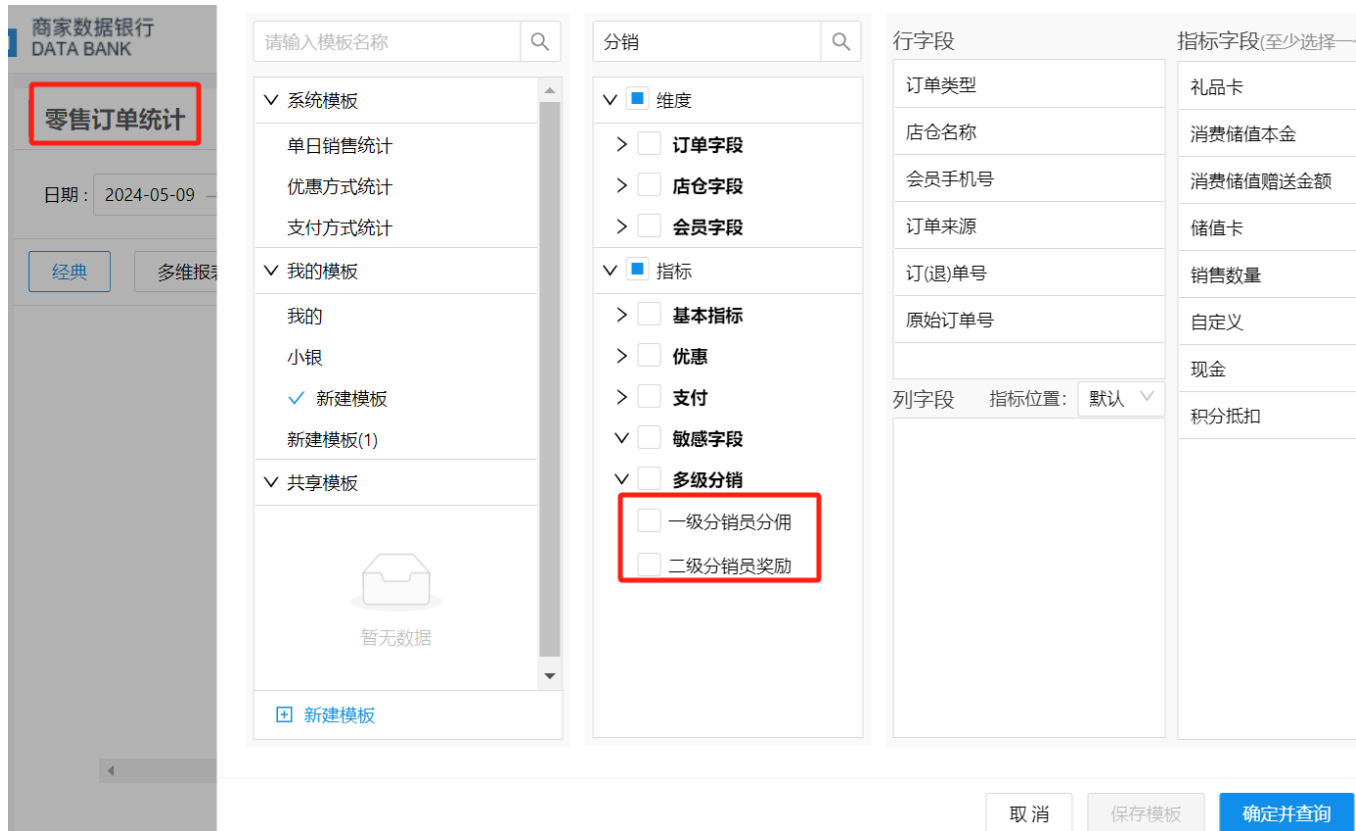 商家数据银行
DATA BANK
零售订单统计
日期：
2024-05-09
经典
多维报表
请输入模板名称
系统模板
单日销售统计
优惠方式统计
支付方式统计
我的模板
我的
小银
新建模板
新建模板(1)
共享模板
暂无数据
新建模板
分销
维度
订单字段
店仓字段
会员字段
指标
基本指标
优惠
支付
敏感字段
多级分销
一级分销员分佣
二级分销员奖励
行字段
订单类型
店仓名称
会员手机号
订单来源
订(退)单号
原始订单号
列字段
指标位置：
默认
指标字段(至少选择一
礼品卡
消费储值本金
消费储值赠送金额
储值卡
销售数量
自定义
现金
积分抵扣
取 消
保存模板
确定并查询